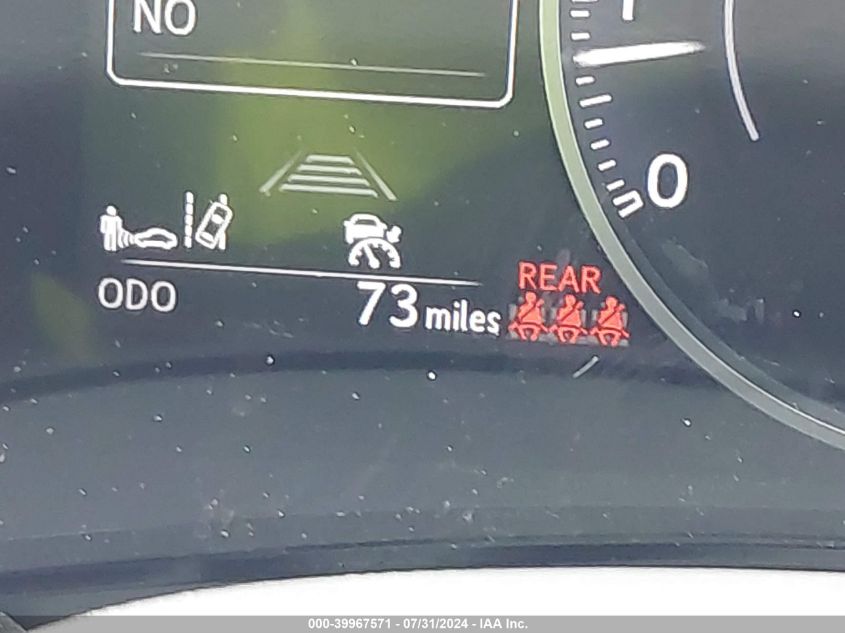 NO
0
REAR
ODO 73 miles
000-39967571 - 07/31/2024 - IAA Inc.